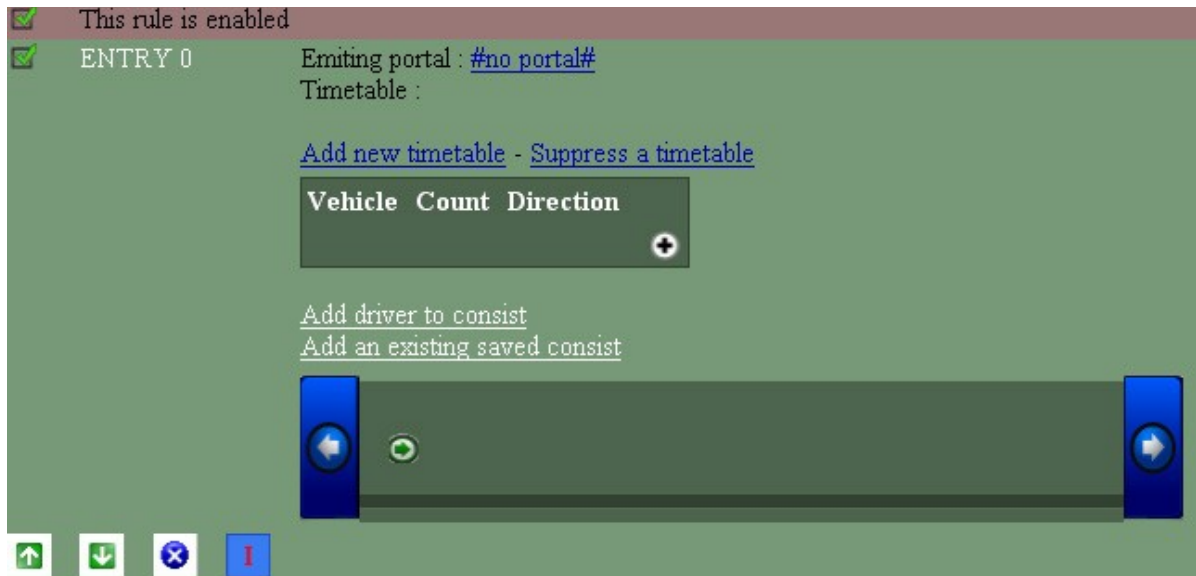 This rule is enabled
ENTRY 0
Emiting portal : #no portal#
Timetable :
Add new timetable - Suppress a timetable
Vehicle Count Direction
Add driver to consist
Add an existing saved consist
I